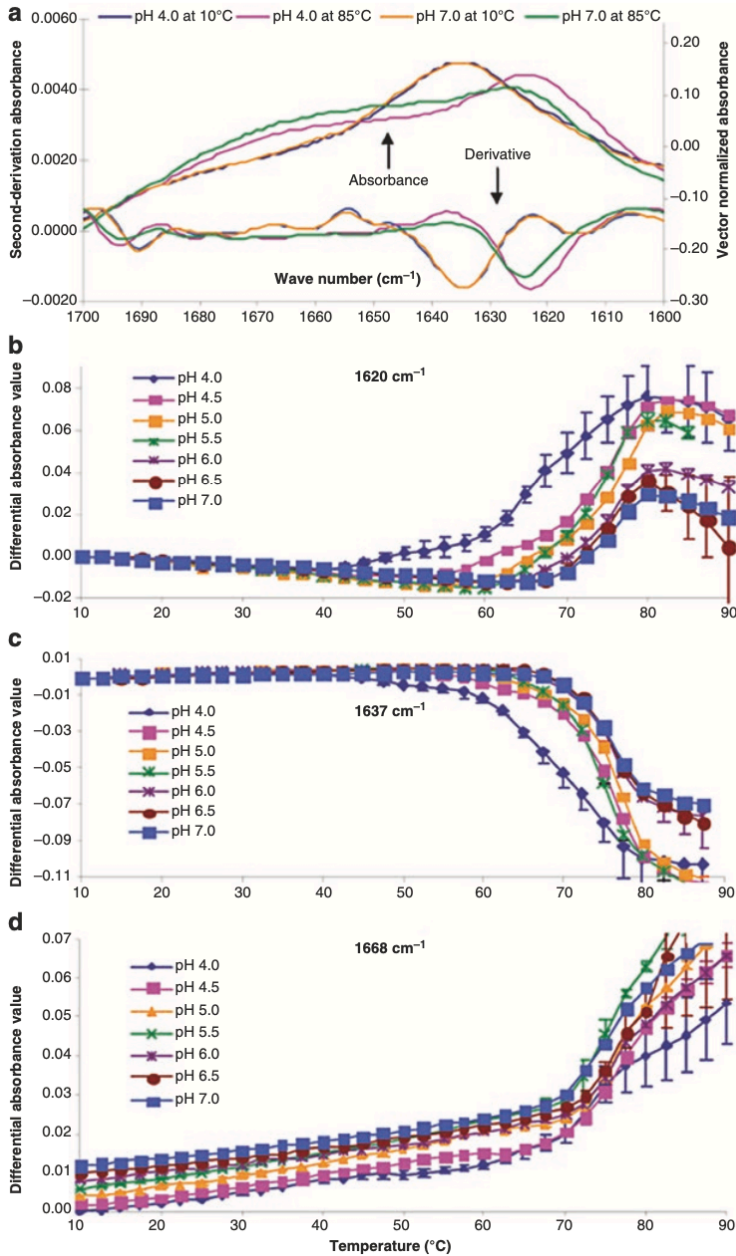 a
pH 4.0 at 10°C pH 4.0 at 85°C pH 7.0 at 10°C pH 7.0 at 85°C
Second-derivation absorbance
0.0060
0.0040
0.0020
0.0000
−0.0020
Absorbance
Derivative
Wave number (cm⁻¹)
1700 1690 1680 1670 1660 1650 1640 1630 1620 1610 1600
0.20
0.10
0.00
−0.10
−0.20
−0.30
Vector normalized absorbance
b
1620 cm⁻¹
Differential absorbance value
0.08
0.06
0.04
0.02
0.00
−0.02
pH 4.0
pH 4.5
pH 5.0
pH 5.5
pH 6.0
pH 6.5
pH 7.0
10 20 30 40 50 60 70 80 90
c
1637 cm⁻¹
Differential absorbance value
0.01
−0.01
−0.03
−0.05
−0.07
−0.09
−0.11
pH 4.0
pH 4.5
pH 5.0
pH 5.5
pH 6.0
pH 6.5
pH 7.0
10 20 30 40 50 60 70 80 90
d
1668 cm⁻¹
Differential absorbance value
0.07
0.06
0.05
0.04
0.03
0.02
0.01
0.00
pH 4.0
pH 4.5
pH 5.0
pH 5.5
pH 6.0
pH 6.5
pH 7.0
10 20 30 40 50 60 70 80 90
Temperature (°C)